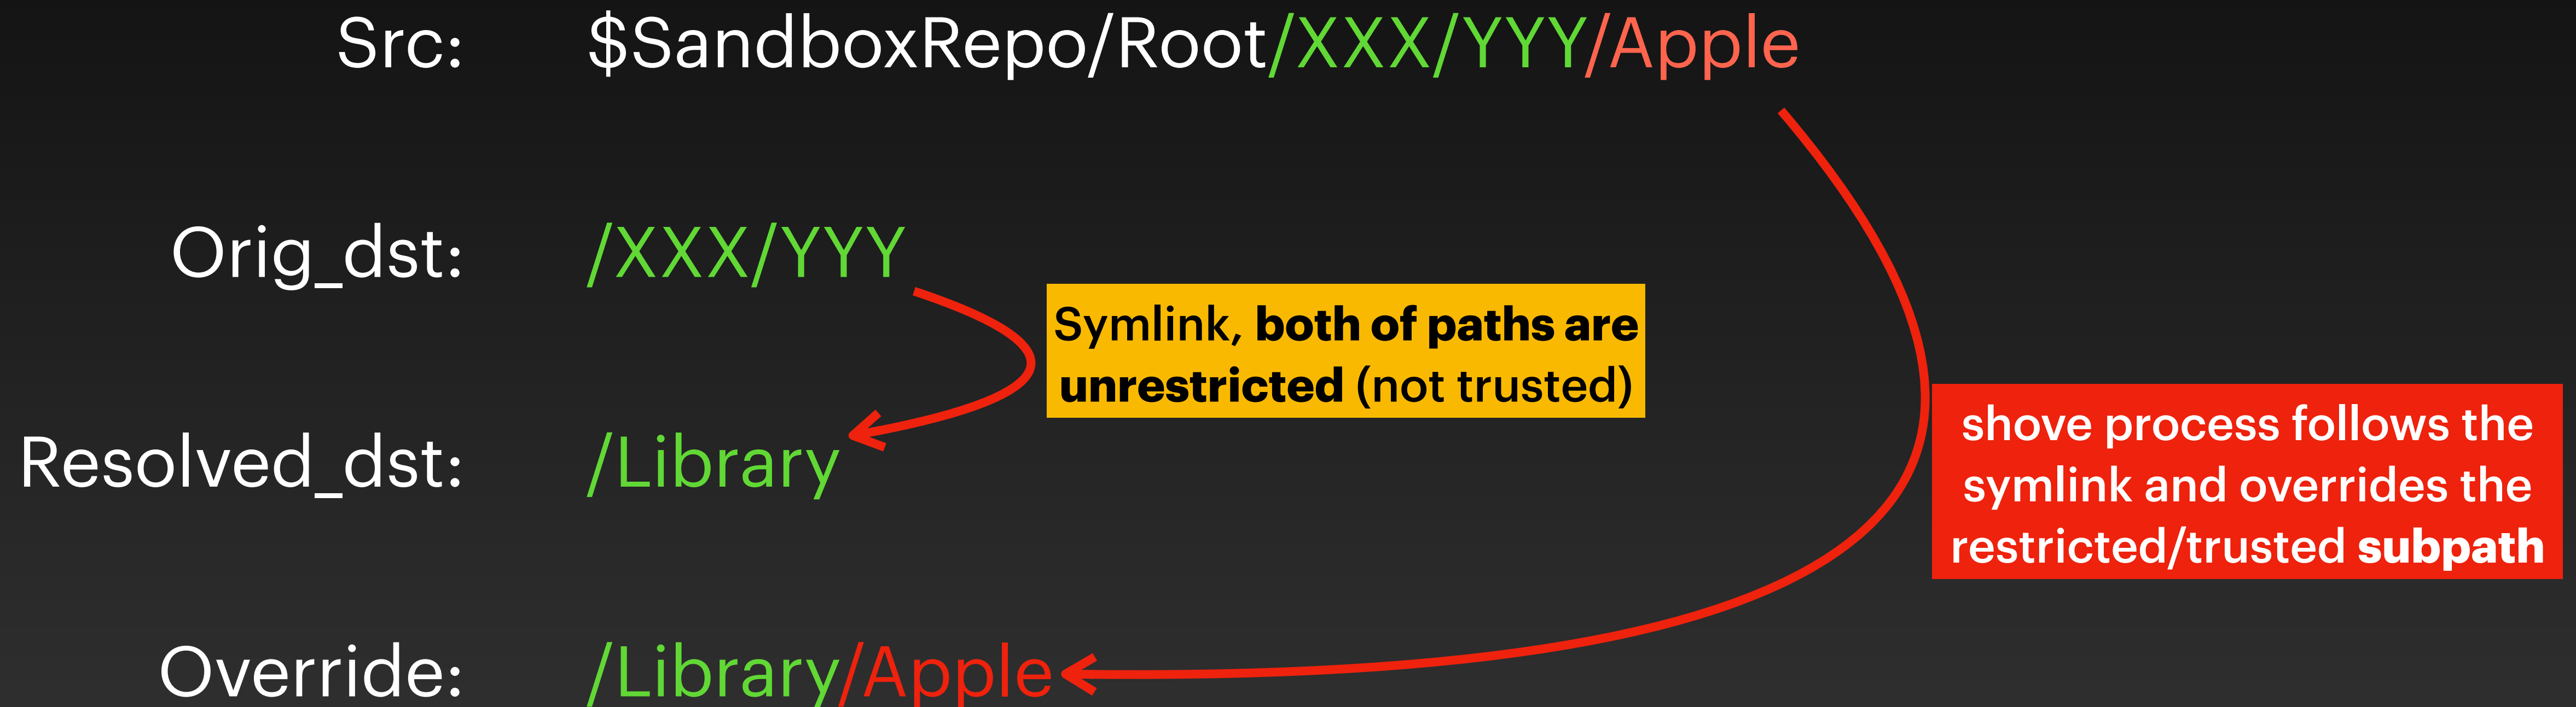 Src: $SandboxRepo/Root/XXX/YYY/Apple
Orig_dst: /XXX/YYY
Symlink, both of paths are
unrestricted (not trusted)
Resolved_dst: /Library
shove process follows the
symlink and overrides the
restricted/trusted subpath
Override: /Library/Apple